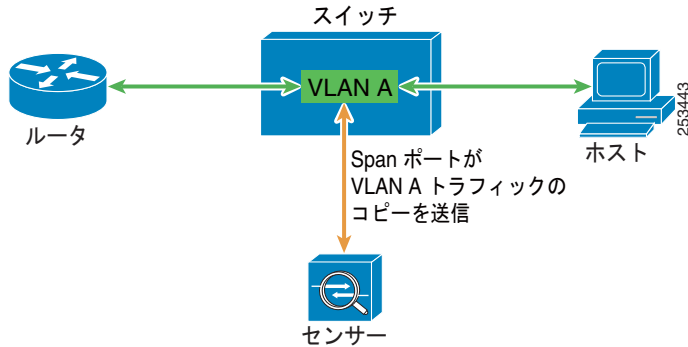 スイッチ
VLAN A
ルータ
ホスト
253443
Span ポートが
VLAN A トラフィックの
コピーを送信
センサー